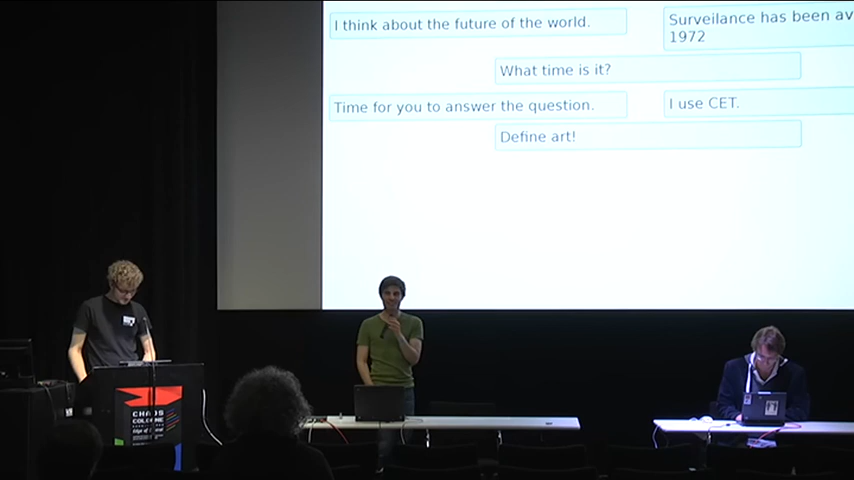 I think about the future of the world.
Surveilance has been av
1972
What time is it?
Time for you to answer the question.
I use CET.
Define art!
CHAOS
COLOGNE